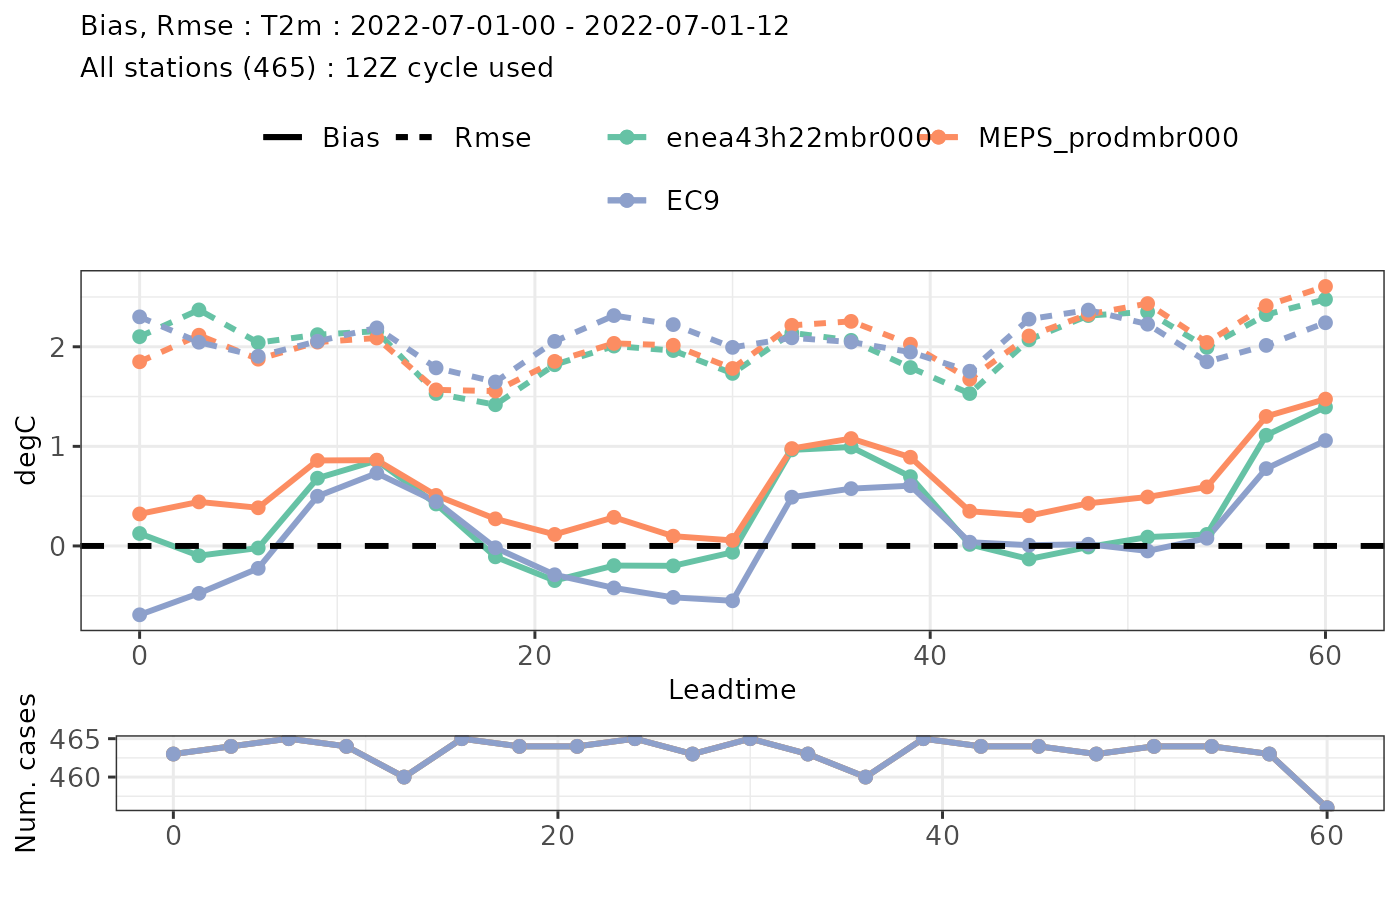 Bias, Rmse : T2m : 2022-07-01-00 - 2022-07-01-12
All stations (465) : 12Z cycle used
Bias Rmse enea43h22mbr000 MEPS_prodmbr000
EC9
degC
2
1
0
0 20 40 60
Leadtime
Num. cases
465
460
0 20 40 60